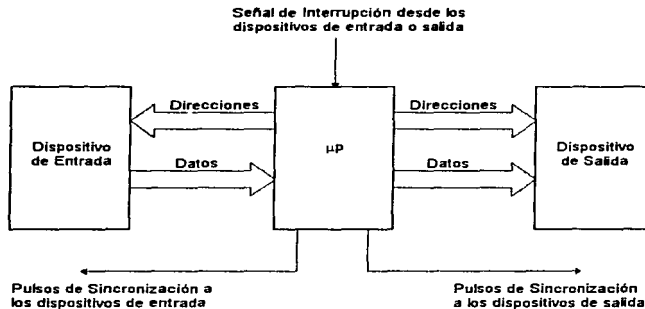 Señal de Interrupción desde los
dispositivos de entrada o salida
Direcciones
Direcciones
Dispositivo
de Entrada
µP
Dispositivo
de Salida
Datos
Datos
Pulsos de Sincronización a
los dispositivos de entrada
Pulsos de Sincronización
a los dispositivos de salida